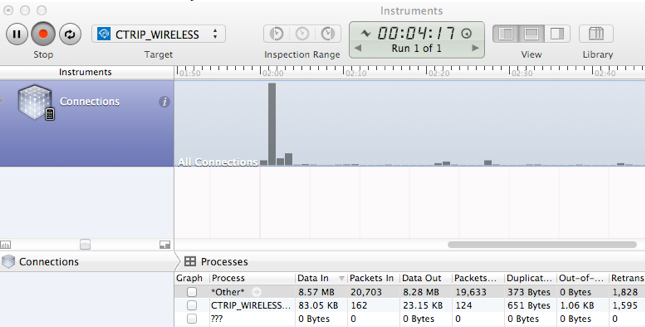 Instruments
CTRIP_WIRELESS
00:04:17
Run 1 of 1
Stop
Target
Inspection Range
View
Library
Instruments
01:50
02:00
02:10
02:20
02:30
02:40
Connections
All Connections
Connections
Processes
Graph Process Data In Packets In Data Out Packets... Duplicat... Out-of-... Retrans
*Other* 8.57 MB 20,703 8.28 MB 19,633 373 Bytes 0 Bytes 1,828
CTRIP_WIRELESS... 83.05 KB 162 23.15 KB 124 651 Bytes 1.06 KB 1,595
??? 0 Bytes 0 0 Bytes 0 0 Bytes 0 Bytes 0